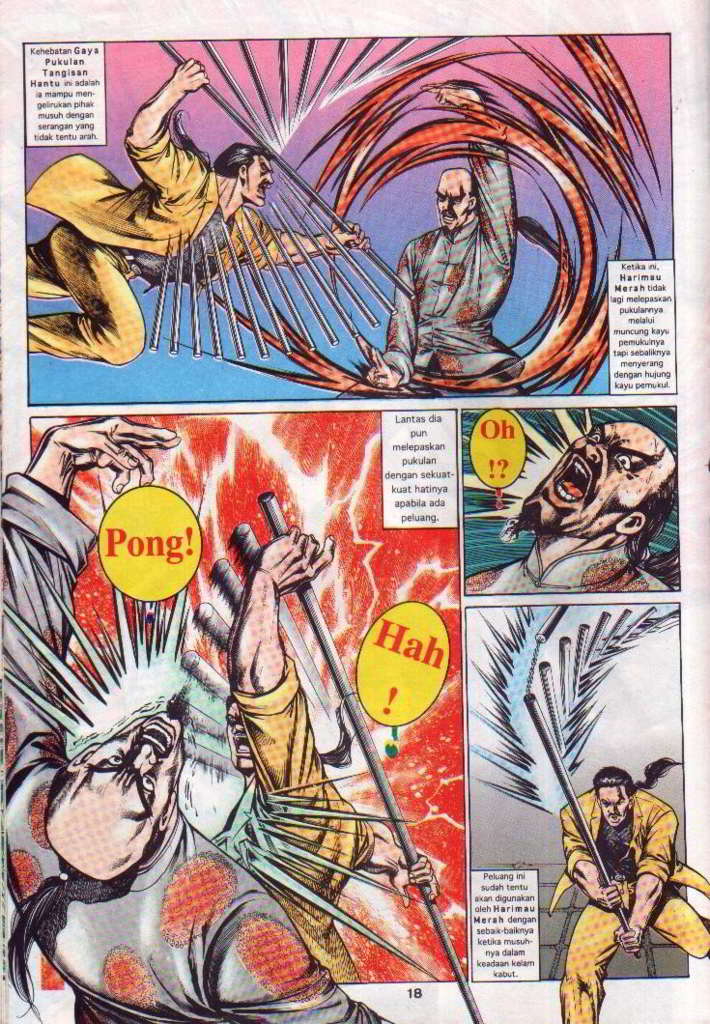 Kehebatan Gaya
Pukulan
Tangisan
Hantu ini adalah
ia mampu men-
gelirukan pihak
musuh dengan
serangan yang
tidak tentu arah.
Ketika ini,
Harimau
Merah tidak
lagi melepaskan
pukulannya
melalui
muncung kayu
pemukulnya
tapi sebaliknya
menyerang
dengan hujung
kayu pemukul.
Lantas dia
pun
melepaskan
pukulan
dengan sekuat-
kuat hatinya
apabila ada
peluang.
Pong!
Hah
!
Oh
!?
Peluang ini
sudah tentu
akan digunakan
oleh Harimau
Merah dengan
sebaik-baiknya
ketika musuh-
nya dalam
keadaan kelam
kabut.
18